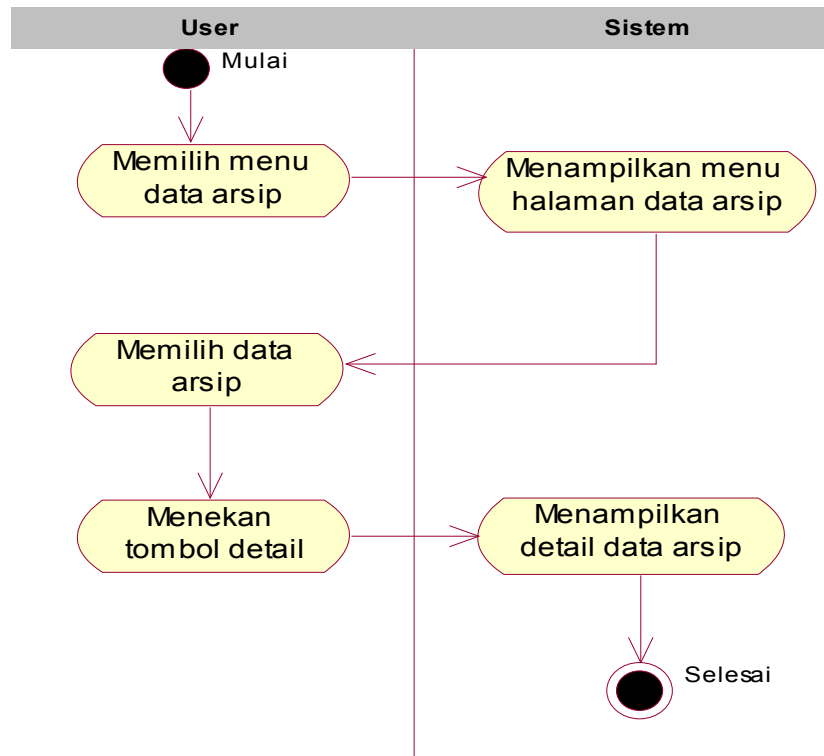 User
Sistem
Mulai
Memilih menu
data arsip
Menampilkan menu
halaman data arsip
Memilih data
arsip
Menekan
tombol detail
Menampilkan
detail data arsip
Selesai